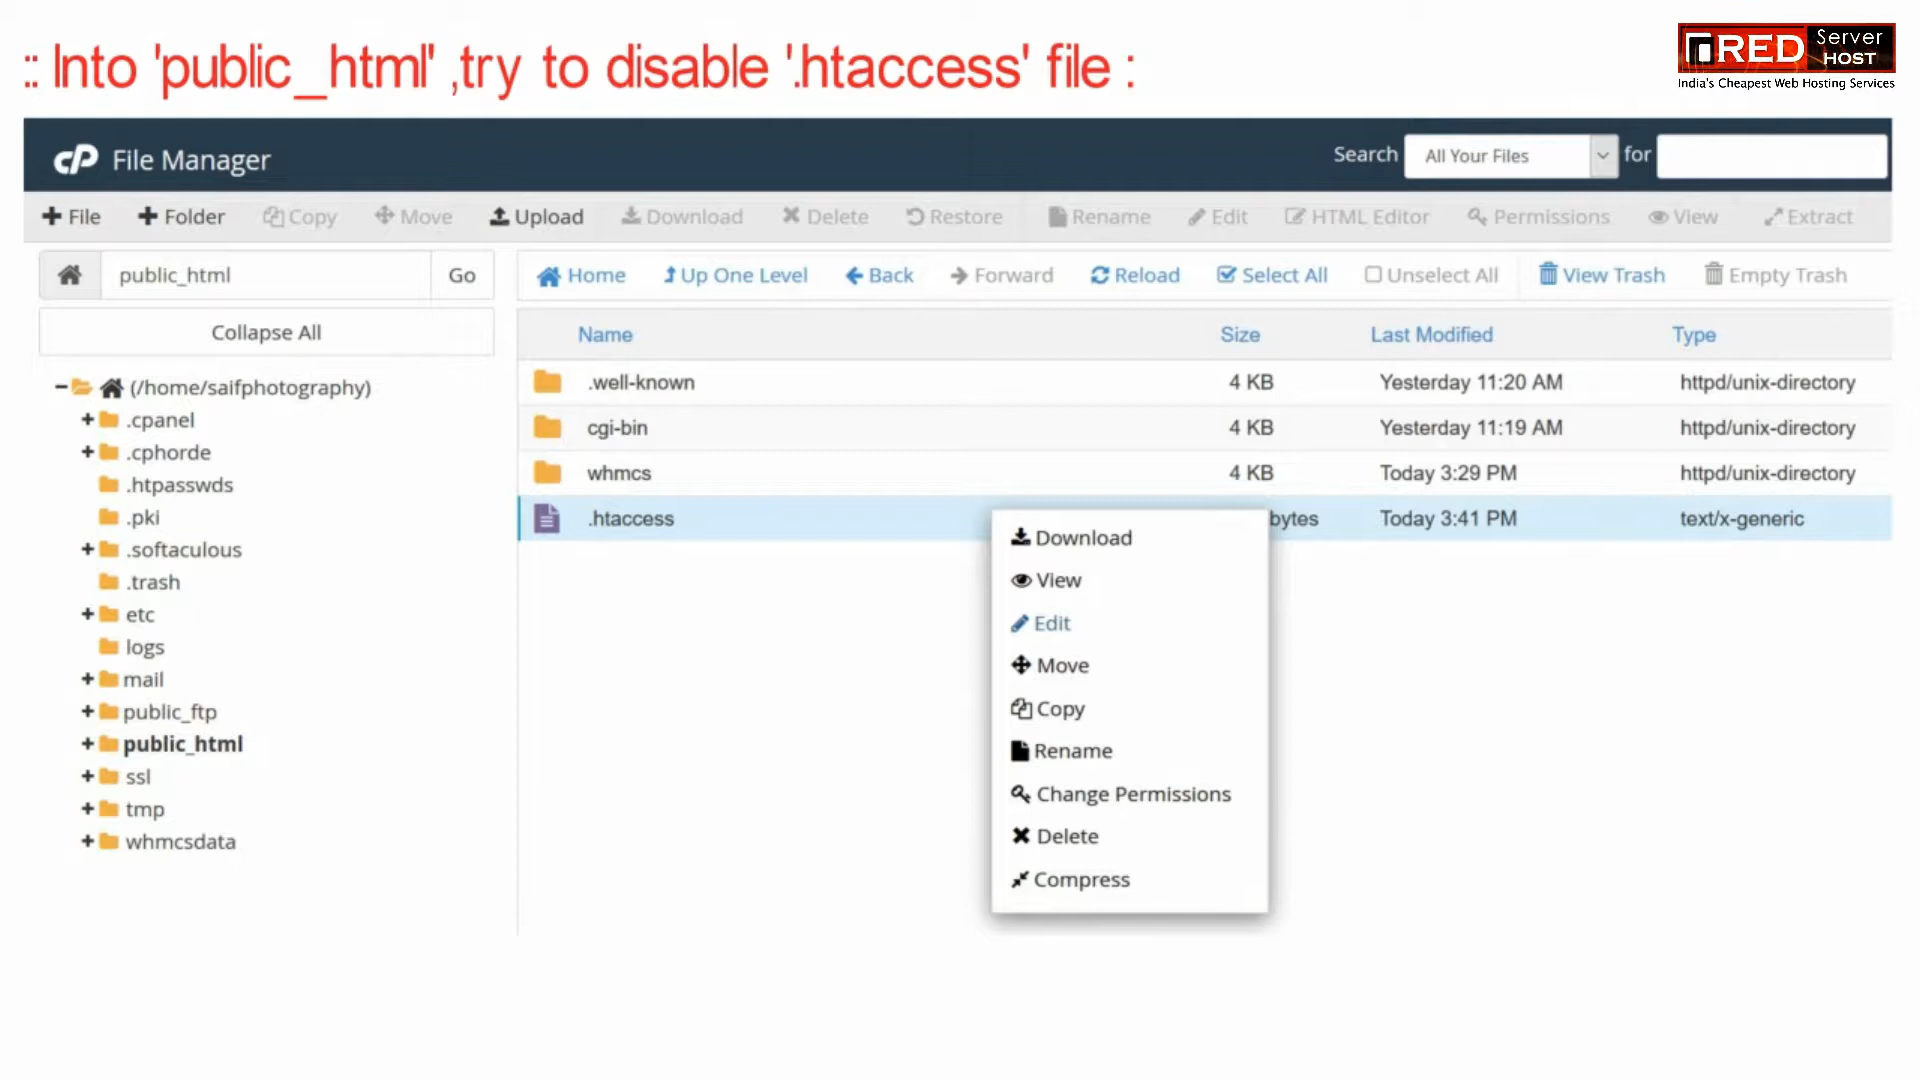 :: Into 'public_html' ,try to disable '.htaccess' file :
RED Server HOST
India's Cheapest Web Hosting Services
cP File Manager
Search All Your Files for
File Folder Copy Move Upload Download Delete Restore Rename Edit HTML Editor Permissions View Extract
public_html Go
Home Up One Level Back Forward Reload Select All Unselect All View Trash Empty Trash
Collapse All
Name Size Last Modified Type
.well-known 4 KB Yesterday 11:20 AM httpd/unix-directory
cgi-bin 4 KB Yesterday 11:19 AM httpd/unix-directory
whmcs 4 KB Today 3:29 PM httpd/unix-directory
.htaccess bytes Today 3:41 PM text/x-generic
(/home/saifphotography)
.cpanel
.cphorde
.htpasswds
.pki
.softaculous
.trash
etc
logs
mail
public_ftp
public_html
ssl
tmp
whmcsdata
Download
View
Edit
Move
Copy
Rename
Change Permissions
Delete
Compress